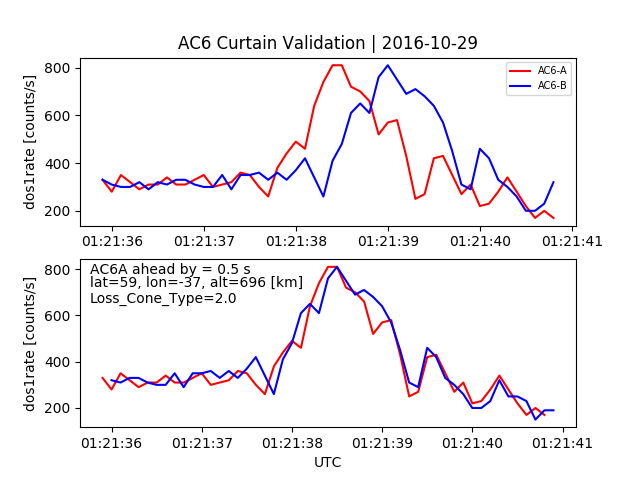 AC6 Curtain Validation | 2016-10-29
dos1rate [counts/s]
800
600
400
200
AC6-A
AC6-B
01:21:36 01:21:37 01:21:38 01:21:39 01:21:40 01:21:41
dos1rate [counts/s]
800
600
400
200
AC6A ahead by = 0.5 s
lat=59, lon=-37, alt=696 [km]
Loss_Cone_Type=2.0
01:21:36 01:21:37 01:21:38 01:21:39 01:21:40 01:21:41
UTC